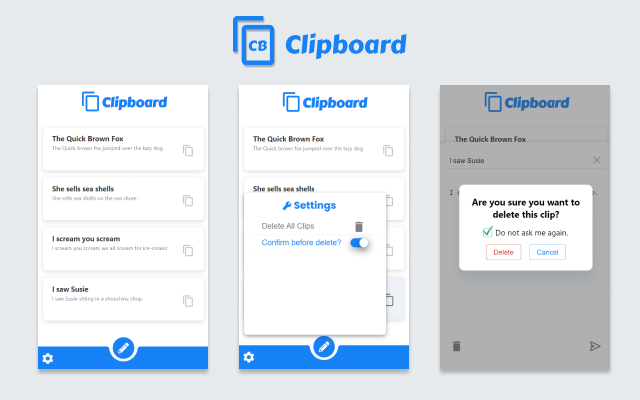 CB Clipboard
Clipboard
The Quick Brown Fox
The Quick brown fox jumped over the lazy dog
She sells sea shells
She sells sea shells on the sea shore.
I scream you scream
I scream you scream we all scream for ice-cream!
I saw Susie
I saw Susie sitting in a shoeshine shop.
Clipboard
The Quick Brown Fox
The Quick brown fox jumped over the lazy dog
She sells sea shells
Settings
Delete All Clips
Confirm before delete?
Clipboard
The Quick Brown Fox
I saw Susie
I s
Are you sure you want to
delete this clip?
Do not ask me again.
Delete
Cancel